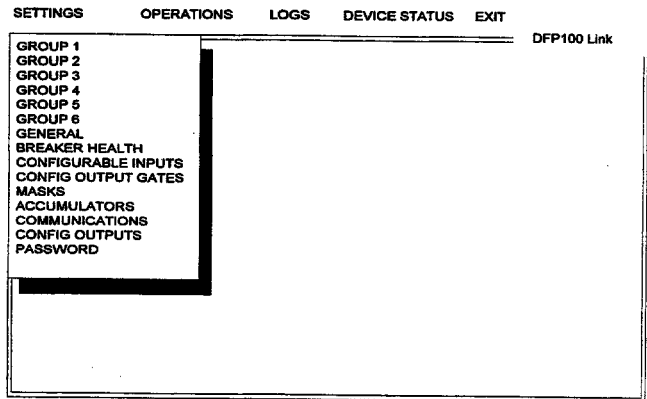 SETTINGS OPERATIONS LOGS DEVICE STATUS EXIT
DFP100 Link
GROUP 1
GROUP 2
GROUP 3
GROUP 4
GROUP 5
GROUP 6
GENERAL
BREAKER HEALTH
CONFIGURABLE INPUTS
CONFIG OUTPUT GATES
MASKS
ACCUMULATORS
COMMUNICATIONS
CONFIG OUTPUTS
PASSWORD